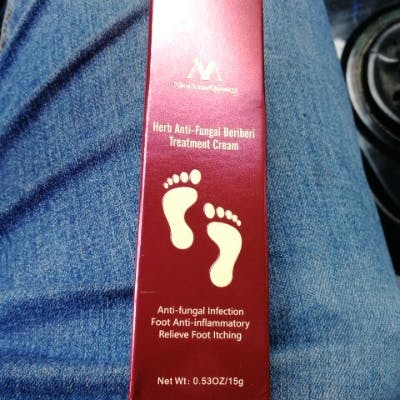 Herb Anti-Fungal Beriberi
Treatment Cream
Anti-fungal Infection
Foot Anti-inflammatory
Relieve Foot Itching
Net Wt: 0.53OZ/15g